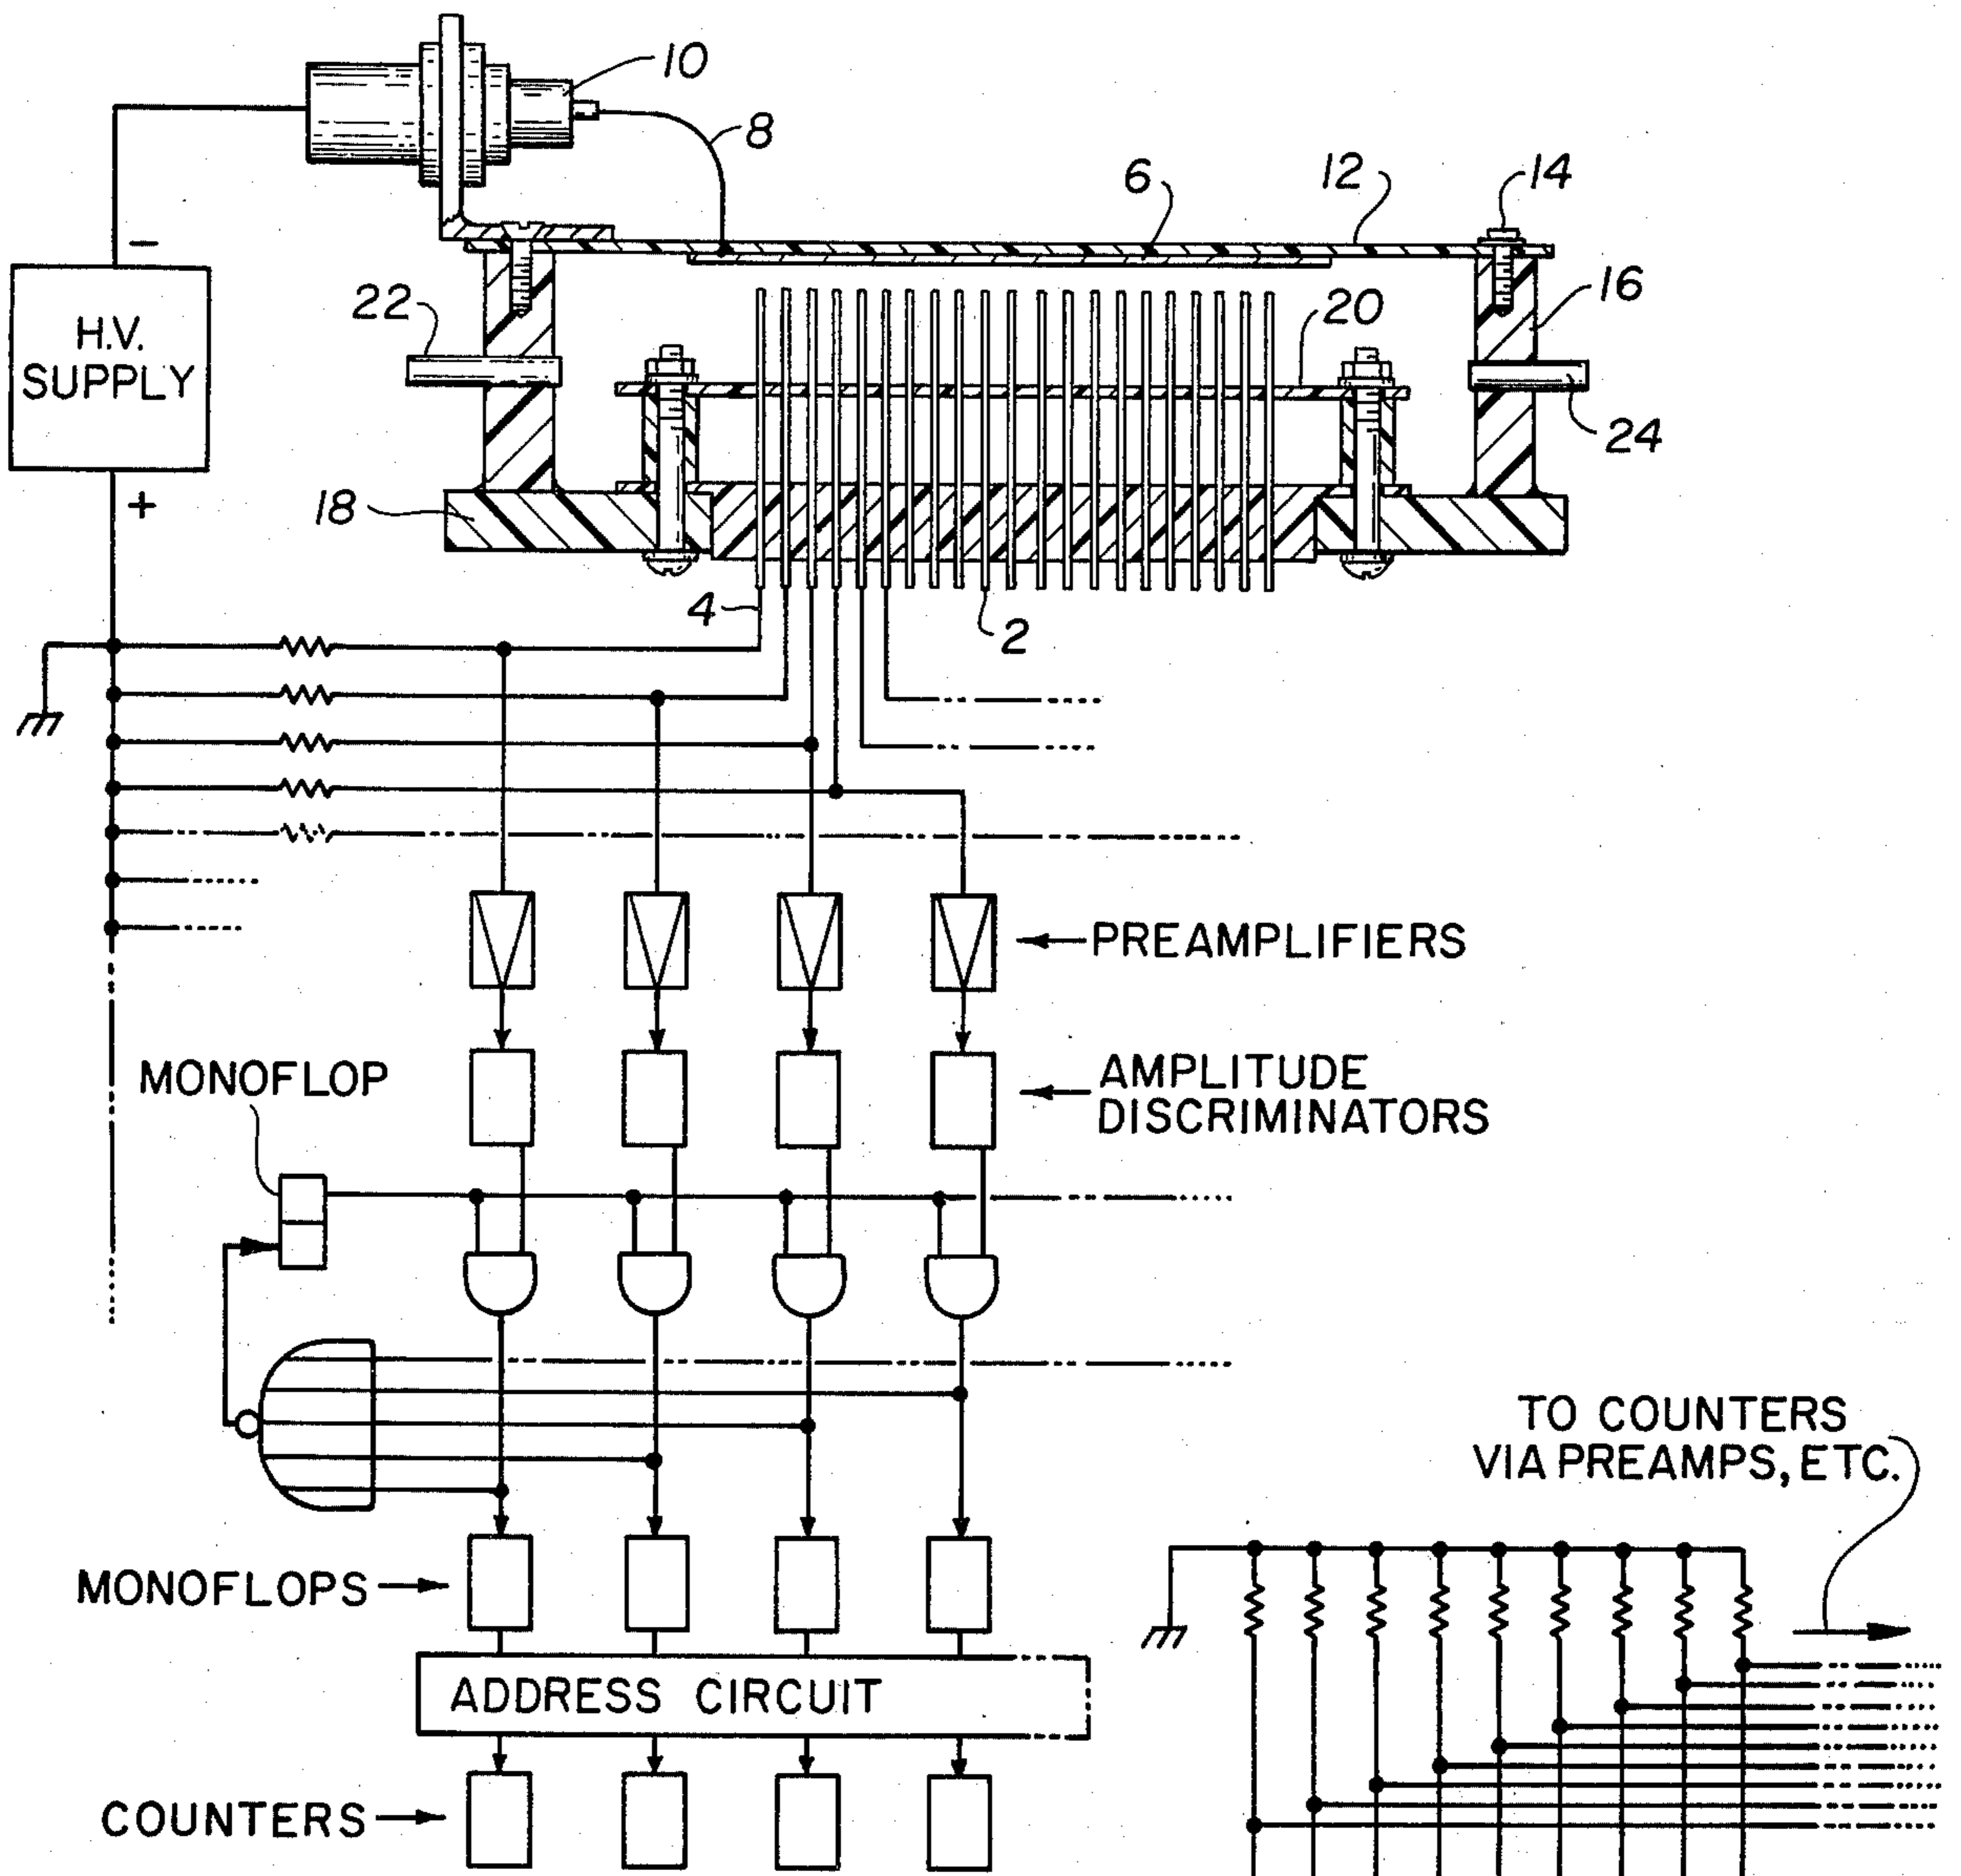 10
8
6
12
14
-
H.V.
SUPPLY
22
20
16
24
+
18
4
2
PREAMPLIFIERS
MONOFLOP
AMPLITUDE
DISCRIMINATORS
TO COUNTERS
VIA PREAMPS, ETC.
MONOFLOPS
ADDRESS CIRCUIT
COUNTERS